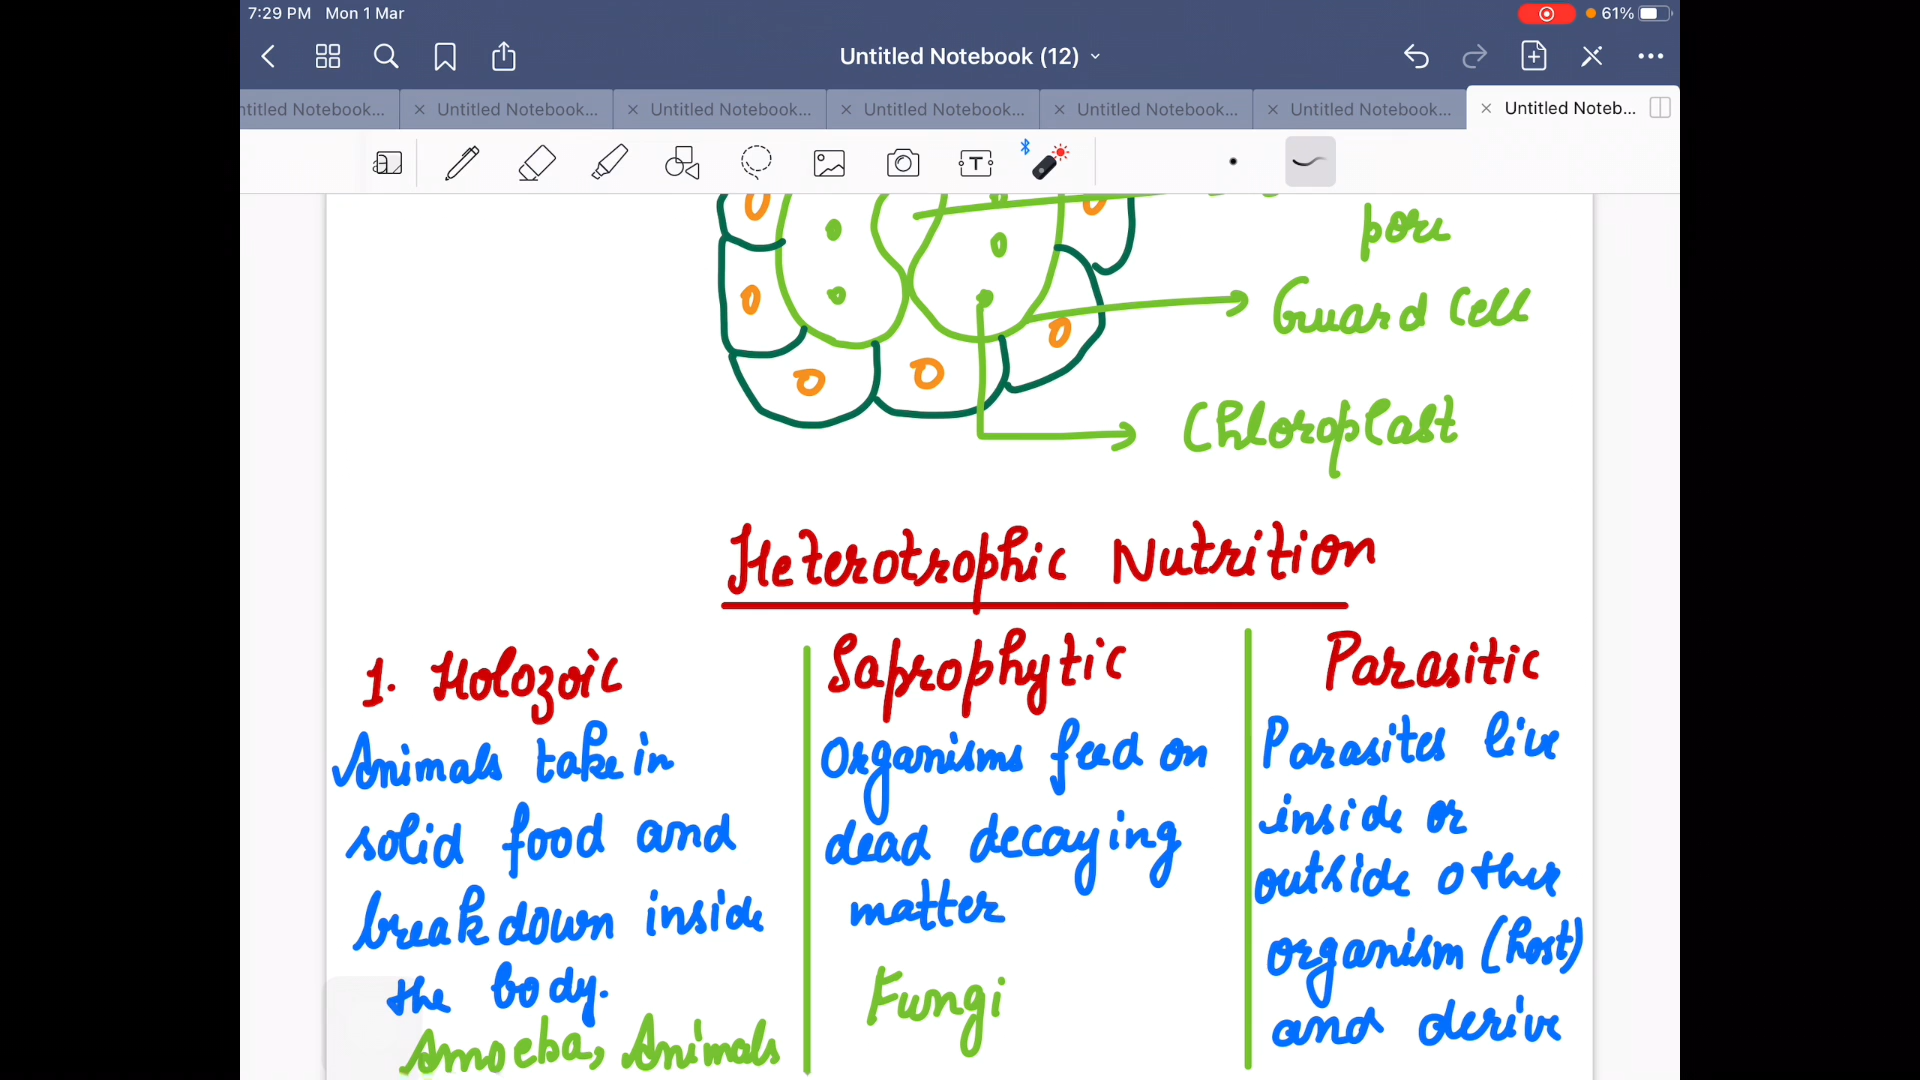 7:29 PM Mon 1 Mar
61%
Untitled Notebook (12)
ntitled Notebook...
Untitled Notebook...
Untitled Notebook...
Untitled Notebook...
Untitled Notebook...
Untitled Notebook...
Untitled Noteb...
pore
Guard Cell
Chloroplast
Heterotrophic Nutrition
1. Holozoic
Animals take in
solid food and
break down inside
the body.
Amoeba, Animals
Saprophytic
Organisms feed on
dead decaying
matter
Fungi
Parasitic
Parasites live
inside or
outside other
organism (host)
and derive